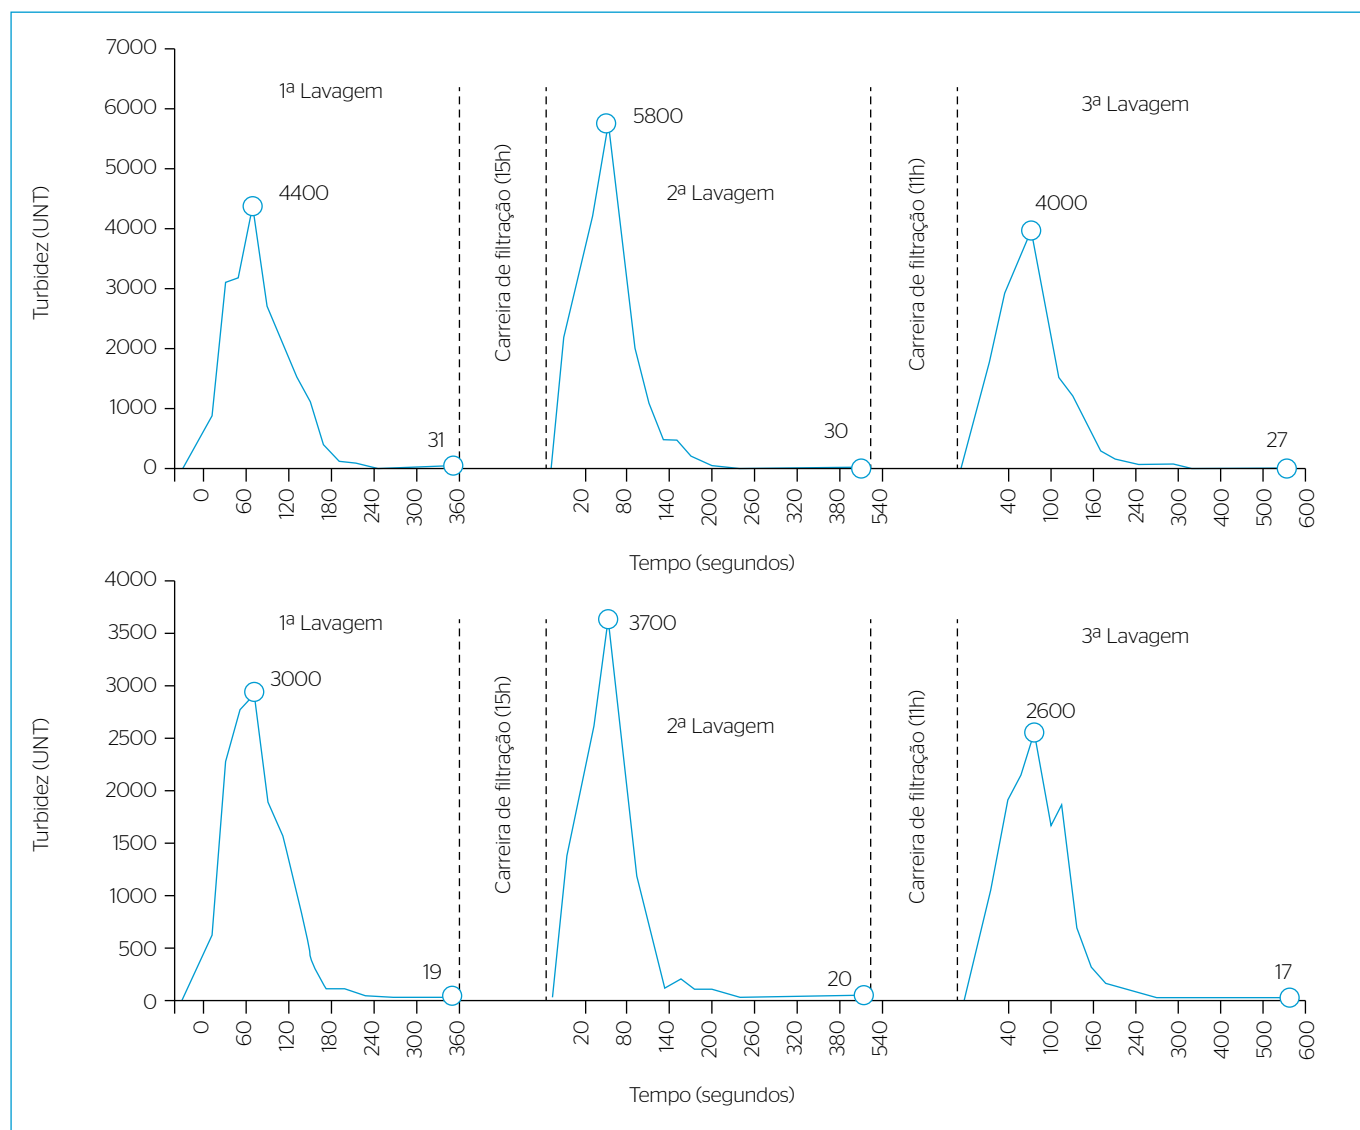 7000
6000
5000
4000
3000
2000
1000
0
Turbidez (UNT)
1ª Lavagem
4400
31
Carreira de filtração (15h)
5800
2ª Lavagem
30
Carreira de filtração (11h)
3ª Lavagem
4000
27
0 60 120 180 240 300 360
20 80 140 200 260 320 380 540
40 100 160 240 300 400 500 600
Tempo (segundos)
4000
3500
3000
2500
2000
1500
1000
500
0
Turbidez (UNT)
1ª Lavagem
3000
19
Carreira de filtração (15h)
3700
2ª Lavagem
20
Carreira de filtração (11h)
3ª Lavagem
2600
17
0 60 120 180 240 300 360
20 80 140 200 260 320 380 540
40 100 160 240 300 400 500 600
Tempo (segundos)